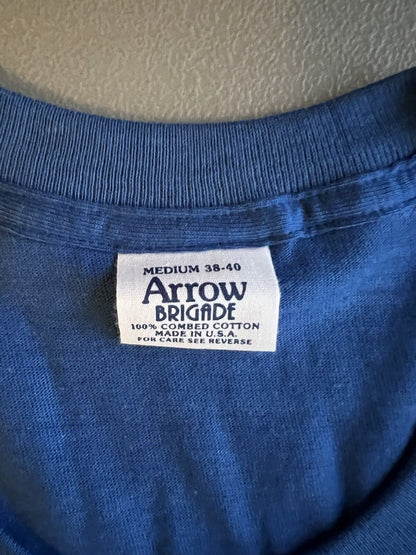 MEDIUM 38-40
Arrow
BRIGADE
100% COMBED COTTON
MADE IN U.S.A.
FOR CARE SEE REVERSE